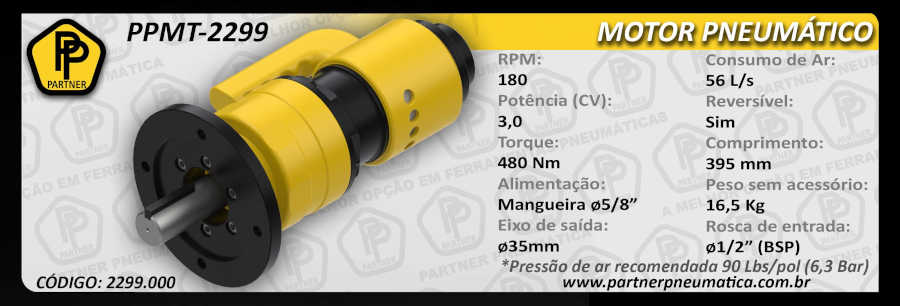 PPMT-2299
MOTOR PNEUMÁTICO
PP
PARTNER
RPM:
180
Potência (CV):
3,0
Torque:
480 Nm
Alimentação:
Mangueira ø5/8”
Eixo de saída:
ø35mm
Consumo de Ar:
56 L/s
Reversível:
Sim
Comprimento:
395 mm
Peso sem acessório:
16,5 Kg
Rosca de entrada:
ø1/2” (BSP)
*Pressão de ar recomendada 90 Lbs/pol (6,3 Bar)
CÓDIGO: 2299.000
www.partnerpneumatica.com.br